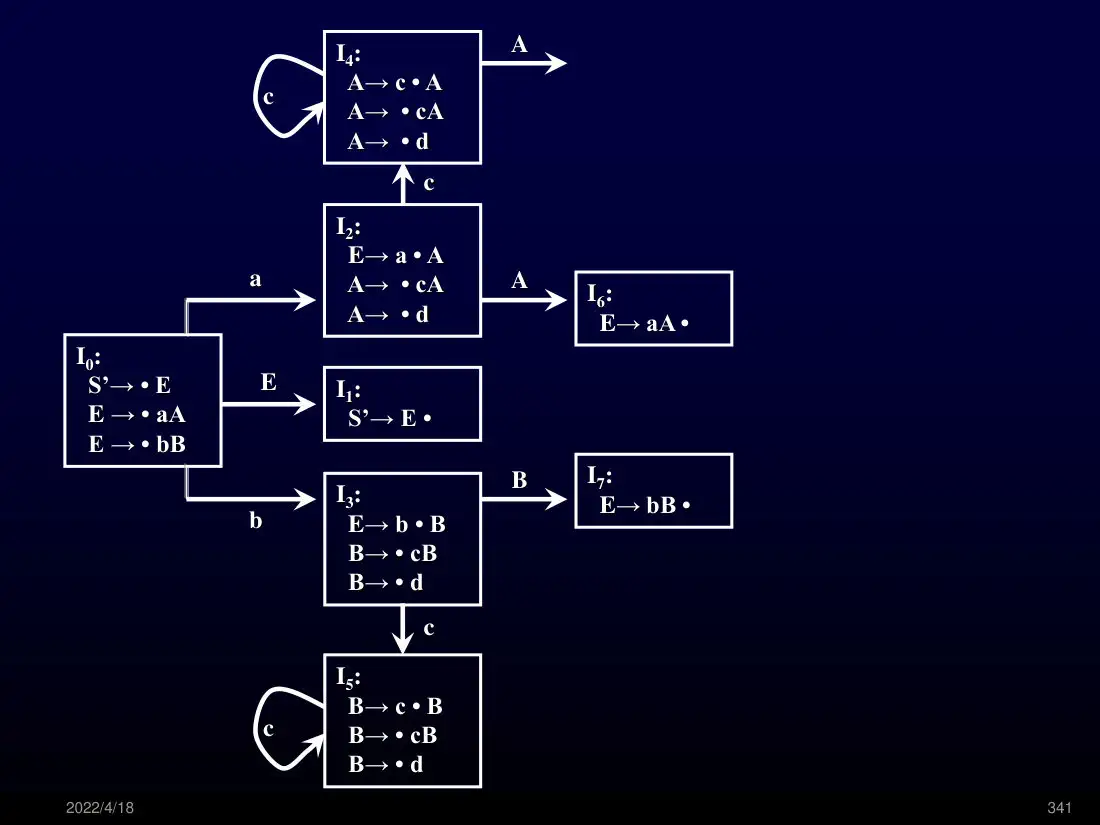 I4:
A→ c • A
A→ • cA
A→ • d
A
c
c
I2:
E→ a • A
A→ • cA
A→ • d
a
A
I6:
E→ aA •
I0:
S’→ • E
E → • aA
E → • bB
E
I1:
S’→ E •
b
I3:
E→ b • B
B→ • cB
B→ • d
B
I7:
E→ bB •
c
I5:
B→ c • B
B→ • cB
B→ • d
c
2022/4/18
341